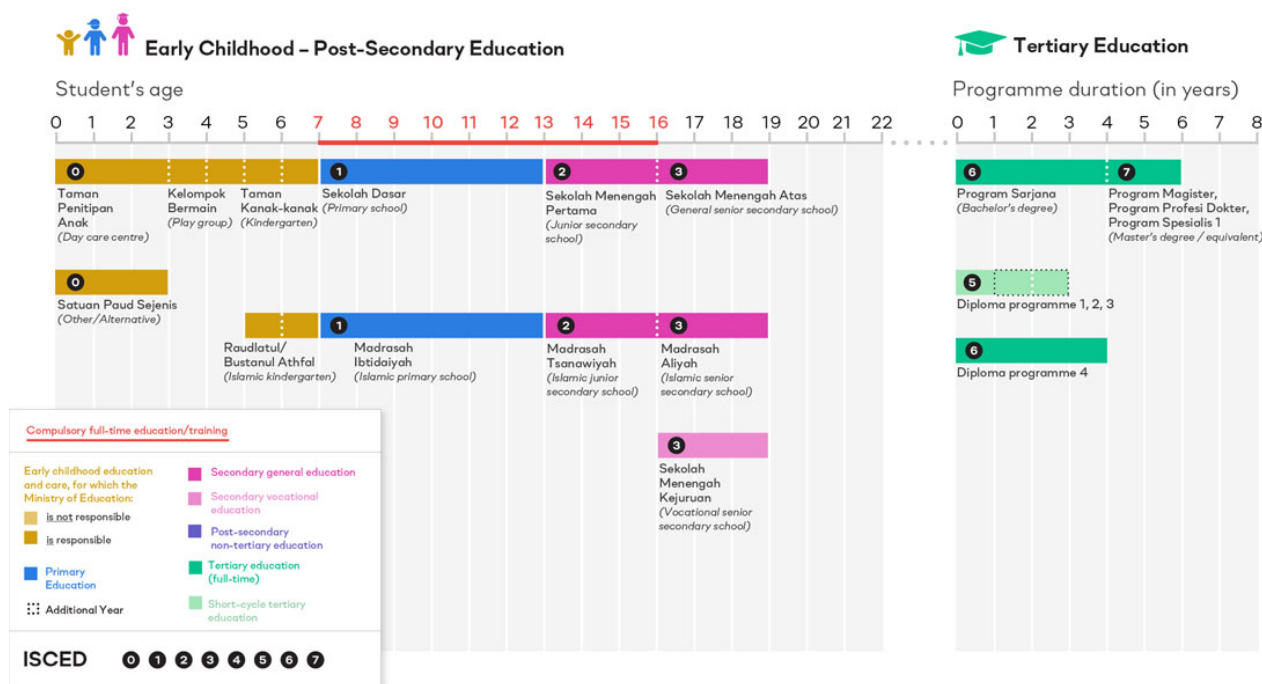 Early Childhood – Post-Secondary Education
Tertiary Education
Student's age
Programme duration (in years)
0 1 2 3 4 5 6 7 8 9 10 11 12 13 14 15 16 17 18 19 20 21 22
0 1 2 3 4 5 6 7 8
0
Taman
Penitipan
Anak
(Day care centre)
Kelompok
Bermain
(Play group)
Taman
Kanak-kanak
(Kindergarten)
1
Sekolah Dasar
(Primary school)
2
Sekolah Menengah
Pertama
(Junior secondary
school)
3
Sekolah Menengah Atas
(General senior secondary school)
6
Program Sarjana
(Bachelor's degree)
7
Program Magister,
Program Profesi Dokter,
Program Spesialis 1
(Master's degree / equivalent)
0
Satuan Paud Sejenis
(Other/Alternative)
5
Diploma programme 1, 2, 3
Raudlatul/
Bustanul Athfal
(Islamic kindergarten)
1
Madrasah
Ibtidaiyah
(Islamic primary school)
2
Madrasah
Tsanawiyah
(Islamic junior
secondary school)
3
Madrasah
Aliyah
(Islamic senior
secondary school)
6
Diploma programme 4
3
Sekolah
Menengah
Kejuruan
(Vocational senior
secondary school)
Compulsory full-time education/training
Early childhood education
and care, for which the
Ministry of Education:
is not responsible
is responsible
Primary
Education
Additional Year
Secondary general education
Secondary vocational
education
Post-secondary
non-tertiary education
Tertiary education
(full-time)
Short-cycle tertiary
education
ISCED 0 1 2 3 4 5 6 7